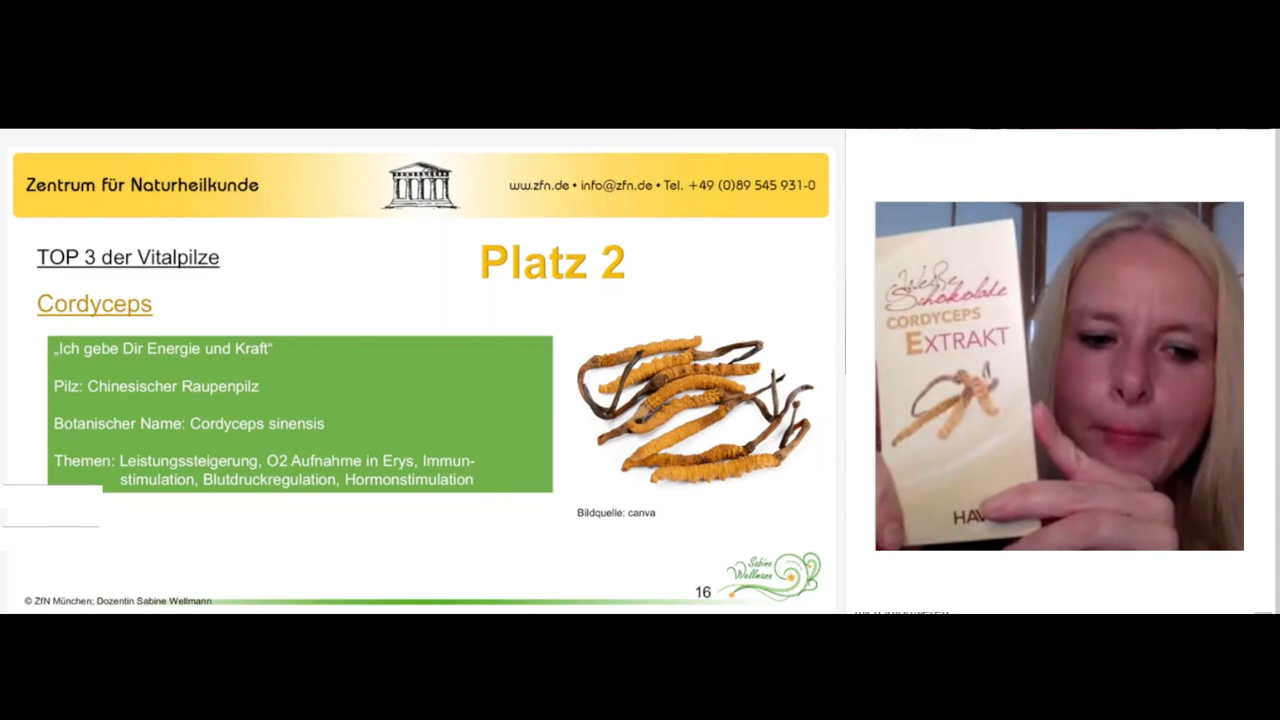 Zentrum für Naturheilkunde
ww.zfn.de • info@zfn.de • Tel. +49 (0)89 545 931-0
TOP 3 der Vitalpilze
Platz 2
Cordyceps
„Ich gebe Dir Energie und Kraft“
Pilz: Chinesischer Raupenpilz
Botanischer Name: Cordyceps sinensis
Themen: Leistungssteigerung, O2 Aufnahme in Erys, Immun-
stimulation, Blutdruckregulation, Hormonstimulation
Bildquelle: canva
Sabine
Wellmann
16
© ZfN München; Dozentin Sabine Wellmann
Weiße
Schokolade
CORDYCEPS
EXTRAKT